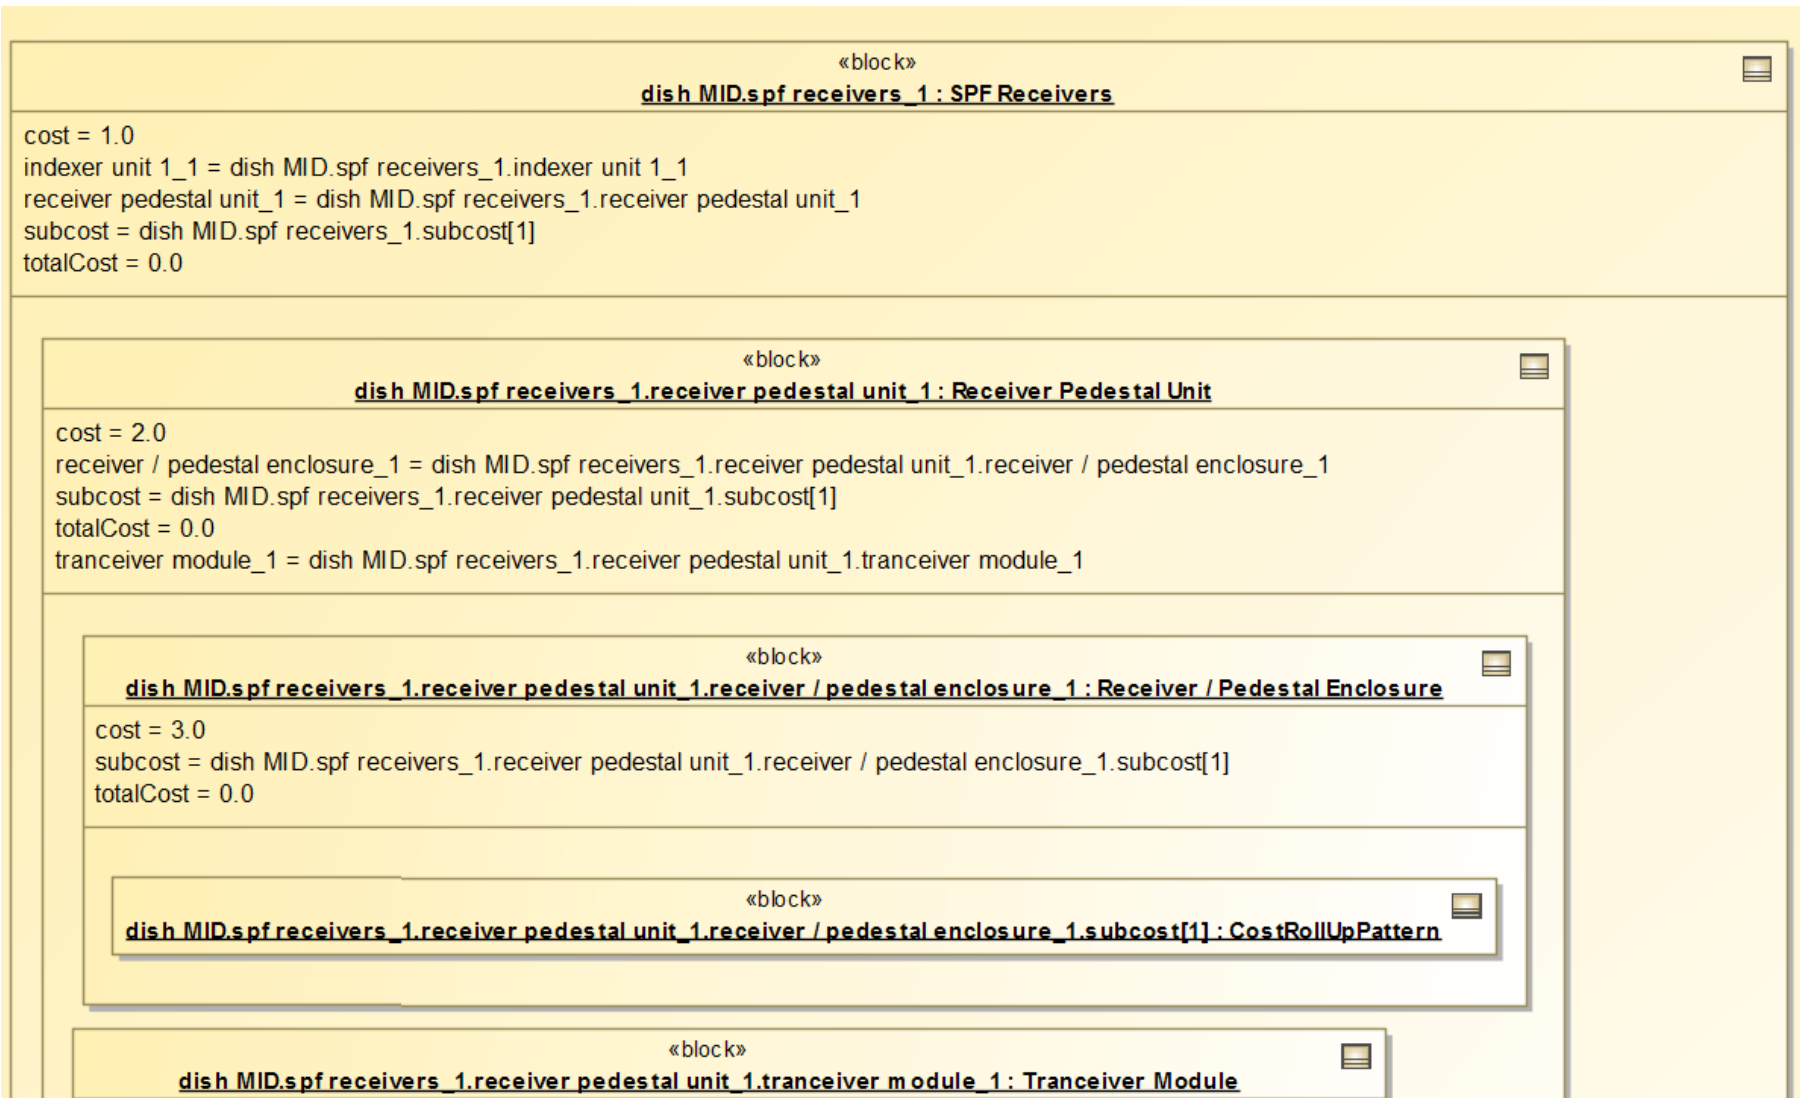 «block»
dish MID.spf receivers_1 : SPF Receivers
cost = 1.0
indexer unit 1_1 = dish MID.spf receivers_1.indexer unit 1_1
receiver pedestal unit_1 = dish MID.spf receivers_1.receiver pedestal unit_1
subcost = dish MID.spf receivers_1.subcost[1]
totalCost = 0.0
«block»
dish MID.spf receivers_1.receiver pedestal unit_1 : Receiver Pedestal Unit
cost = 2.0
receiver / pedestal enclosure_1 = dish MID.spf receivers_1.receiver pedestal unit_1.receiver / pedestal enclosure_1
subcost = dish MID.spf receivers_1.receiver pedestal unit_1.subcost[1]
totalCost = 0.0
tranceiver module_1 = dish MID.spf receivers_1.receiver pedestal unit_1.tranceiver module_1
«block»
dish MID.spf receivers_1.receiver pedestal unit_1.receiver / pedestal enclosure_1 : Receiver / Pedestal Enclosure
cost = 3.0
subcost = dish MID.spf receivers_1.receiver pedestal unit_1.receiver / pedestal enclosure_1.subcost[1]
totalCost = 0.0
«block»
dish MID.spf receivers_1.receiver pedestal unit_1.receiver / pedestal enclosure_1.subcost[1] : CostRollUpPattern
«block»
dish MID.spf receivers_1.receiver pedestal unit_1.tranceiver module_1 : Tranceiver Module